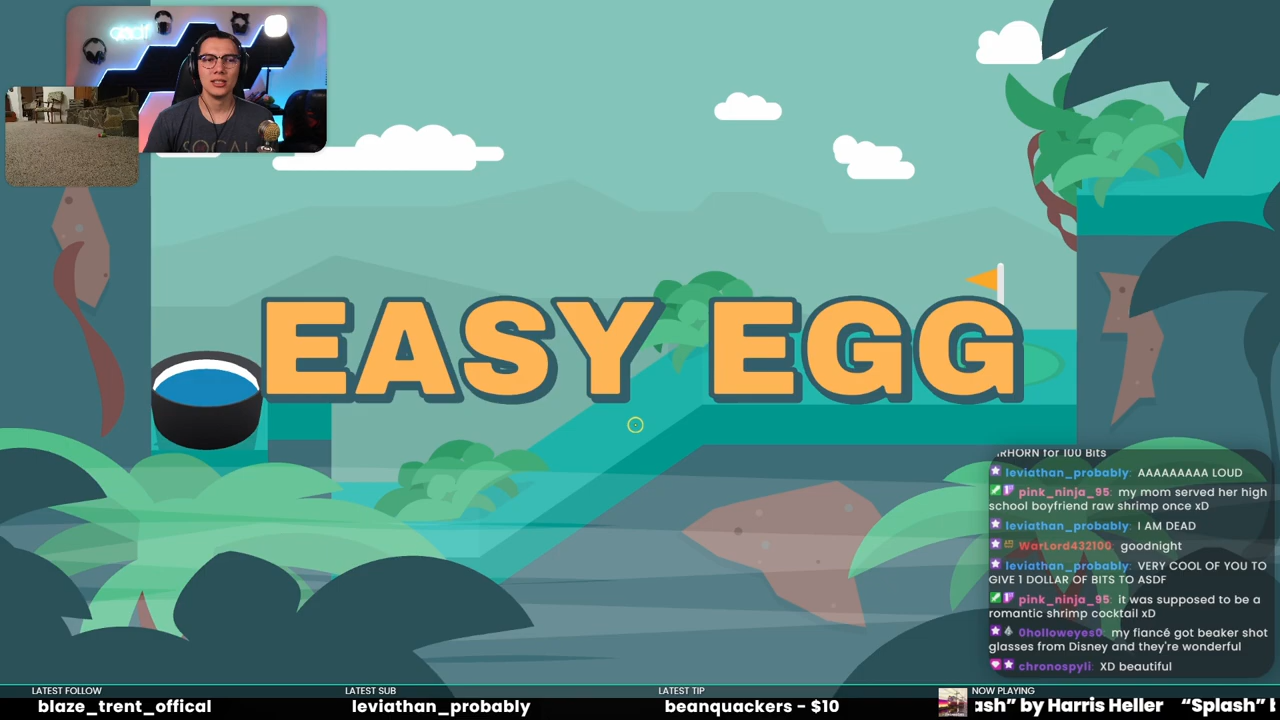 SOCAL
EASY EGG
AIRHORN for 100 Bits
leviathan_probably: AAAAAAAAA LOUD
pink_ninja_95: my mom served her high
school boyfriend raw shrimp once xD
leviathan_probably: I AM DEAD
WarLord432100: goodnight
leviathan_probably: VERY COOL OF YOU TO
GIVE 1 DOLLAR OF BITS TO ASDF
pink_ninja_95: it was supposed to be a
romantic shrimp cocktail xD
0holloweyes0: my fiancé got beaker shot
glasses from Disney and they're wonderful
chronospyli: XD beautiful
LATEST FOLLOW
blaze_trent_offical
LATEST SUB
leviathan_probably
LATEST TIP
beanquackers - $10
NOW PLAYING
ash” by Harris Heller “Splash” b